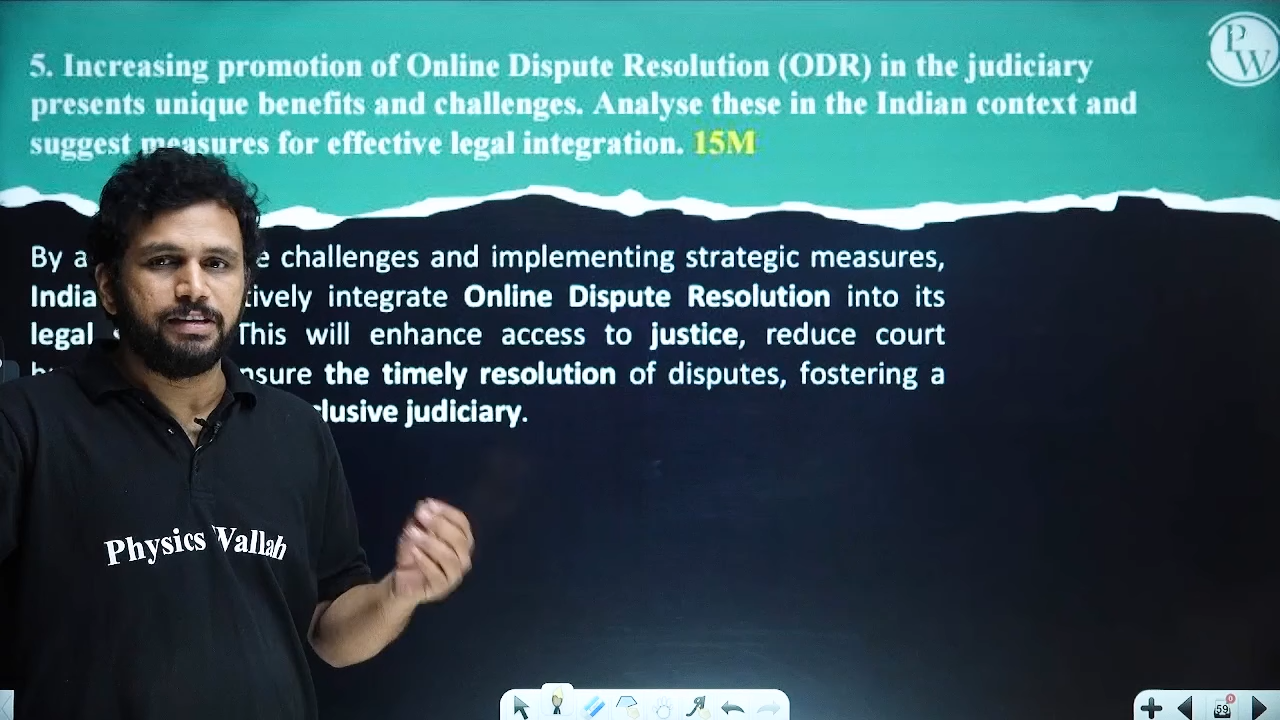 5. Increasing promotion of Online Dispute Resolution (ODR) in the judiciary
presents unique benefits and challenges. Analyse these in the Indian context and
suggest measures for effective legal integration. 15M
P
W
By a e challenges and implementing strategic measures,
India tively integrate Online Dispute Resolution into its
legal This will enhance access to justice, reduce court
nsure the timely resolution of disputes, fostering a
clusive judiciary.
Physics Wallah
59